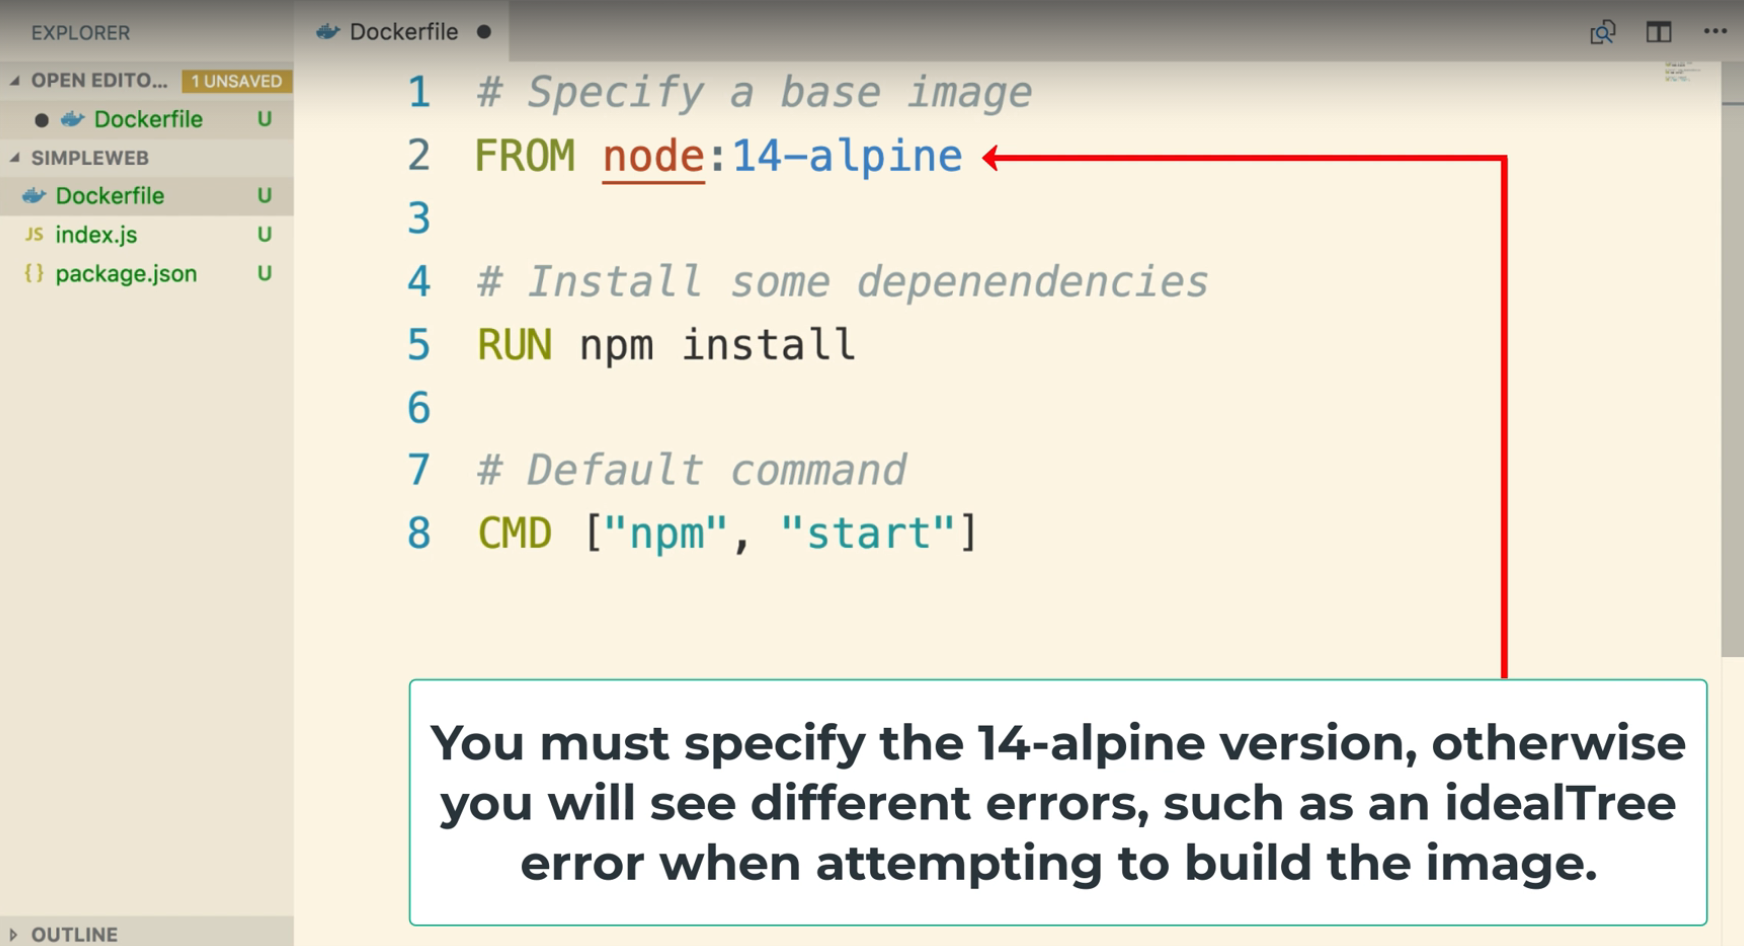 EXPLORER
Dockerfile
OPEN EDITO... 1 UNSAVED
Dockerfile U
SIMPLEWEB
Dockerfile U
JS index.js U
{} package.json U
OUTLINE
1 # Specify a base image
2 FROM node:14-alpine
3
4 # Install some depenendencies
5 RUN npm install
6
7 # Default command
8 CMD ["npm", "start"]
You must specify the 14-alpine version, otherwise
you will see different errors, such as an idealTree
error when attempting to build the image.